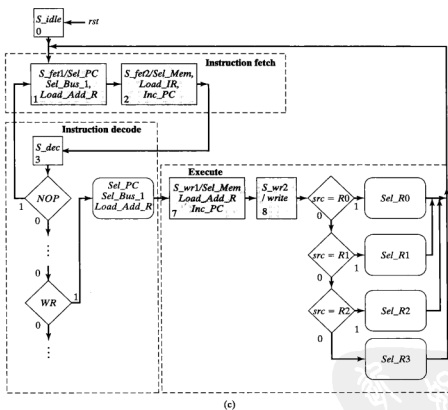 S_idle
0
rst
Instruction fetch
S_fet1/Sel_PC
Sel_Bus_1,
Load_Add_R
1
S_fet2/Sel_Mem,
Load_IR,
Inc_PC
2
Instruction decode
S_dec
3
NOP
1
0
WR
1
0
Sel_PC
Sel_Bus_1
Load_Add_R
Execute
S_wr1/Sel_Mem
Load_Add_R
Inc_PC
7
S_wr2
/ write
8
src = R0
1
0
Sel_R0
src = R1
1
0
Sel_R1
src = R2
1
0
Sel_R2
Sel_R3
(c)